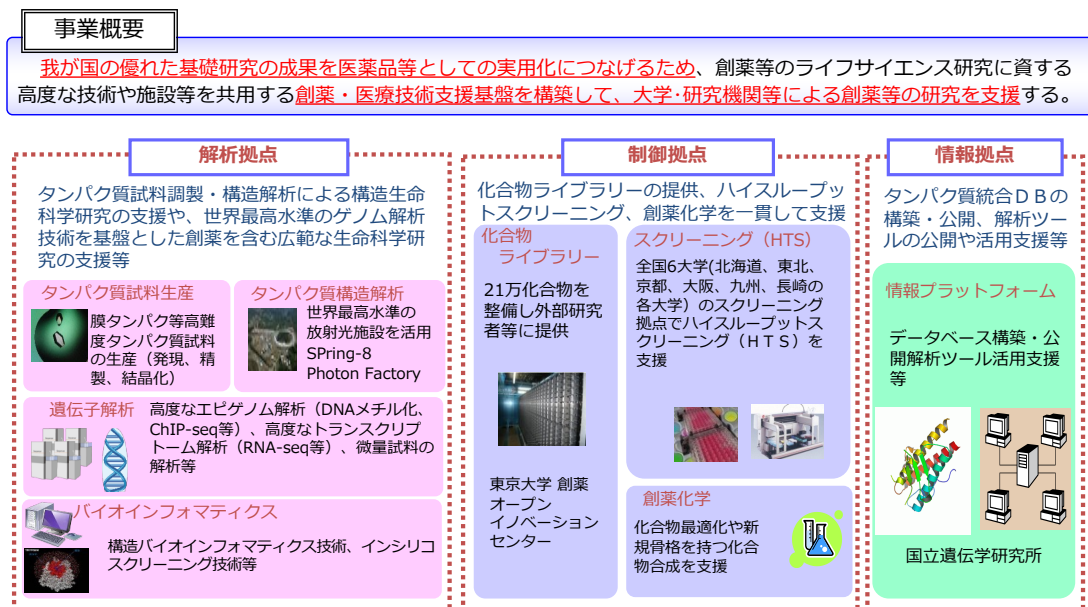 事業概要
我が国の優れた基礎研究の成果を医薬品等としての実用化につなげるため、創薬等のライフサイエンス研究に資する
高度な技術や施設等を共用する創薬・医療技術支援基盤を構築して、大学･研究機関等による創薬等の研究を支援する。
解析拠点
タンパク質試料調製・構造解析による構造生命
科学研究の支援や、世界最高水準のゲノム解析
技術を基盤とした創薬を含む広範な生命科学研
究の支援等
タンパク質試料生産
膜タンパク等高難
度タンパク質試料
の生産（発現、精
製、結晶化）
タンパク質構造解析
世界最高水準の
放射光施設を活用
SPring-8
Photon Factory
遺伝子解析
高度なエピゲノム解析（DNAメチル化、
ChIP-seq等）、高度なトランスクリプ
トーム解析（RNA-seq等）、微量試料の
解析等
バイオインフォマティクス
構造バイオインフォマティクス技術、インシリコ
スクリーニング技術等
制御拠点
化合物ライブラリーの提供、ハイスループッ
トスクリーニング、創薬化学を一貫して支援
化合物
ライブラリー
21万化合物を
整備し外部研究
者等に提供
東京大学 創薬
オープン
イノベーション
センター
スクリーニング（HTS）
全国6大学(北海道、東北、
京都、大阪、九州、長崎の
各大学）のスクリーニング
拠点でハイスループットス
クリーニング（ＨＴＳ）を
支援
創薬化学
化合物最適化や新
規骨格を持つ化合
物合成を支援
情報拠点
タンパク質統合ＤＢの
構築・公開、解析ツー
ルの公開や活用支援等
情報プラットフォーム
データベース構築・公
開解析ツール活用支援
等
国立遺伝学研究所